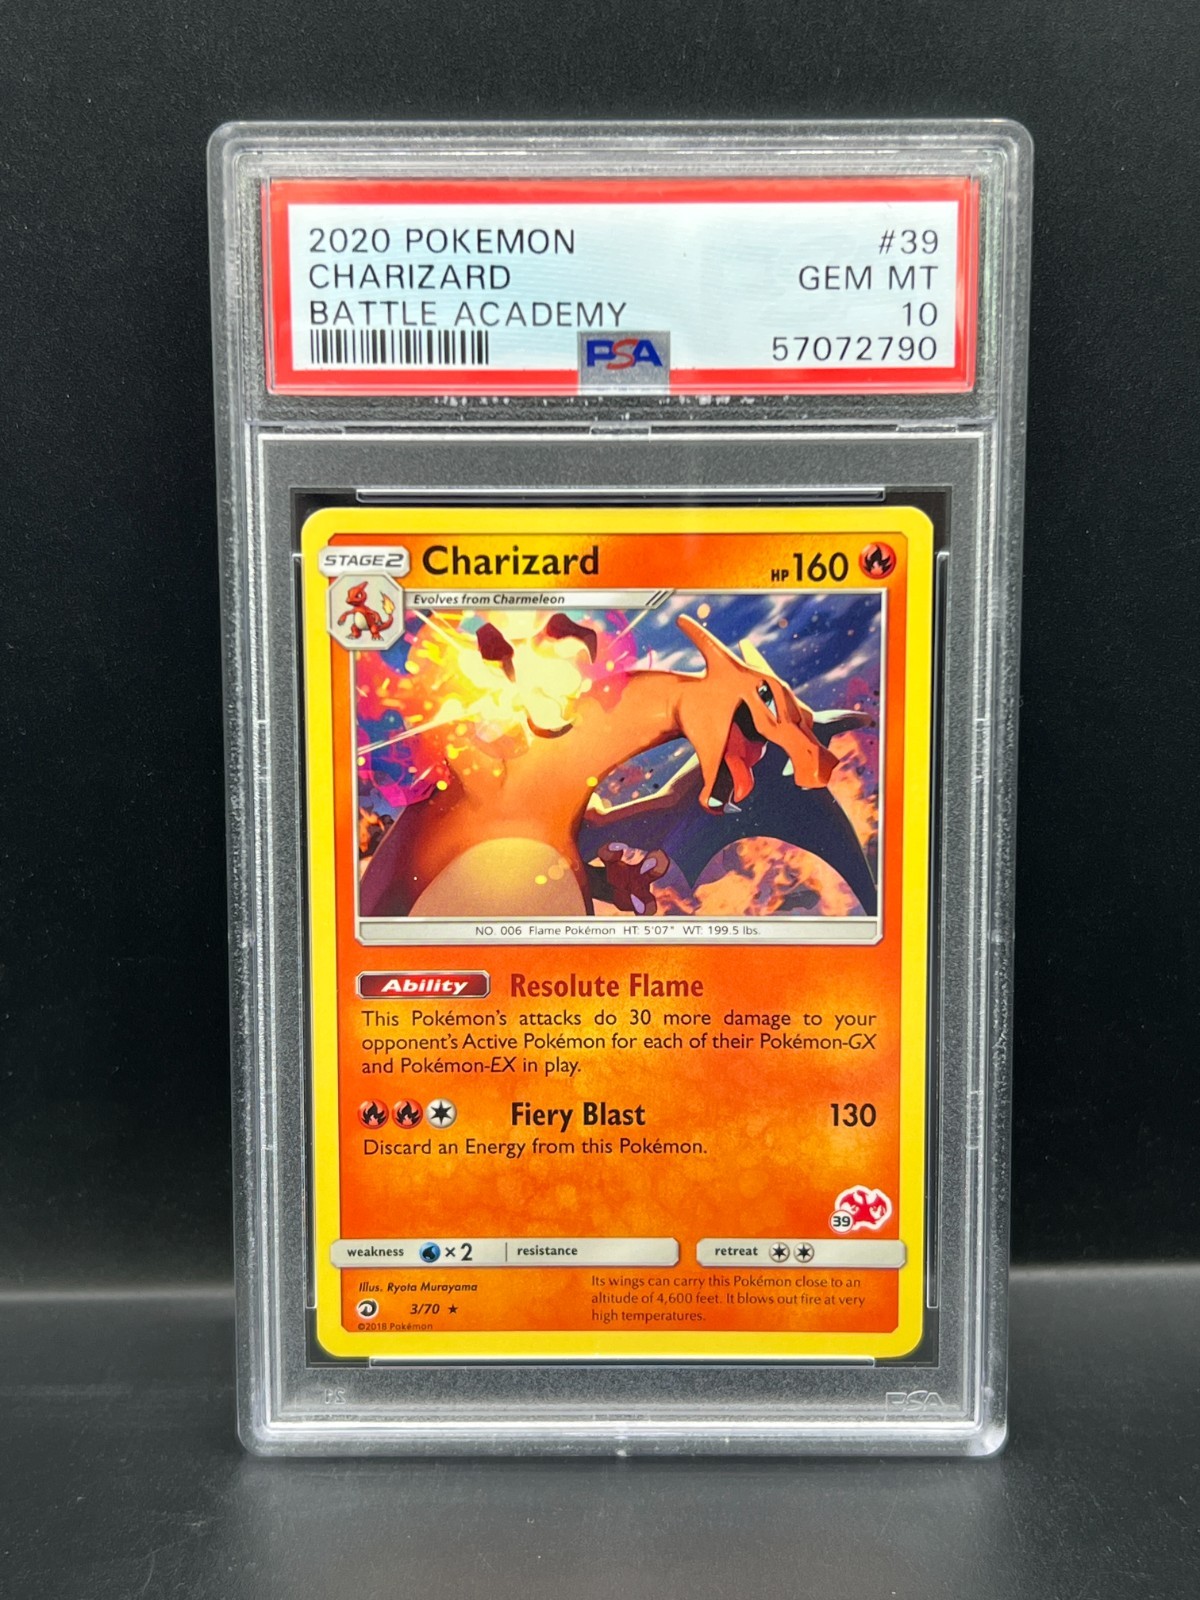 2020 POKEMON #39
CHARIZARD GEM MT
BATTLE ACADEMY 10
PSA 57072790
STAGE2 Charizard HP 160
Evolves from Charmeleon
NO. 006 Flame Pokémon HT: 5'07" WT: 199.5 lbs.
Ability Resolute Flame
This Pokémon's attacks do 30 more damage to your
opponent's Active Pokémon for each of their Pokémon-GX
and Pokémon-EX in play.
Fiery Blast 130
Discard an Energy from this Pokémon.
39
weakness ×2 resistance retreat
Illus. Ryota Murayama
3/70 ★
©2018 Pokémon
Its wings can carry this Pokémon close to an
altitude of 4,600 feet. It blows out fire at very
high temperatures.
PSA